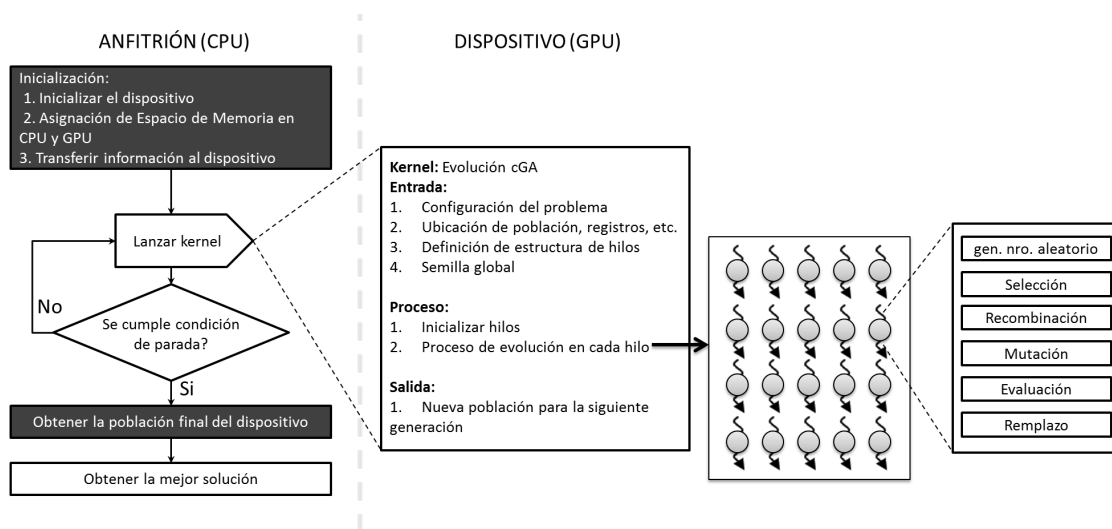 ANFITRIÓN (CPU)
Inicialización:
1. Inicializar el dispositivo
2. Asignación de Espacio de Memoria en
CPU y GPU
3. Transferir información al dispositivo
Lanzar kernel
No
Se cumple condición
de parada?
Si
Obtener la población final del dispositivo
Obtener la mejor solución
DISPOSITIVO (GPU)
Kernel: Evolución cGA
Entrada:
1. Configuración del problema
2. Ubicación de población, registros, etc.
3. Definición de estructura de hilos
4. Semilla global
Proceso:
1. Inicializar hilos
2. Proceso de evolución en cada hilo
Salida:
1. Nueva población para la siguiente
generación
gen. nro. aleatorio
Selección
Recombinación
Mutación
Evaluación
Remplazo